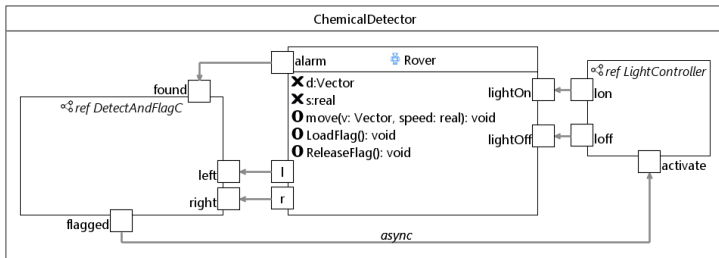 ChemicalDetector
alarm
Rover
ref LightController
found
d:Vector
lightOn
lon
ref DetectAndFlagC
s:real
O move(v: Vector, speed: real): void
O LoadFlag(): void
lightOff
loff
O ReleaseFlag(): void
left
l
activate
right
r
flagged
async